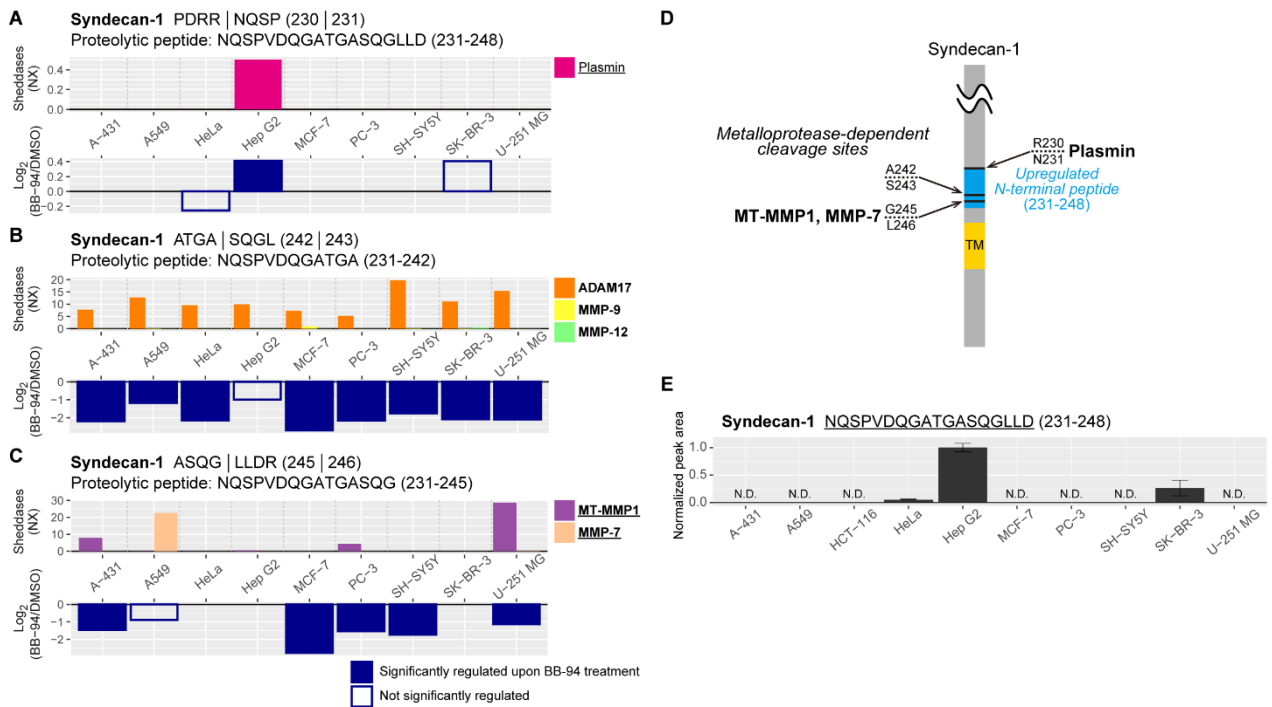 A
Syndecan-1 PDRR | NQSP (230 | 231)
Proteolytic peptide: NQSPVDQGATGASQGLLD (231-248)
Sheddases
(NX)
0.4
0.2
0.0
Plasmin
A−431
A549
HeLa
Hep G2
MCF−7
PC−3
SH−SY5Y
SK−BR−3
U−251 MG
Log2
(BB−94/DMSO)
0.4
0.2
0.0
−0.2
B
Syndecan-1 ATGA | SQGL (242 | 243)
Proteolytic peptide: NQSPVDQGATGA (231-242)
Sheddases
(NX)
20
15
10
5
0
ADAM17
MMP-9
MMP-12
A−431
A549
HeLa
Hep G2
MCF−7
PC−3
SH−SY5Y
SK−BR−3
U−251 MG
Log2
(BB−94/DMSO)
0
−1
−2
C
Syndecan-1 ASQG | LLDR (245 | 246)
Proteolytic peptide: NQSPVDQGATGASQG (231-245)
Sheddases
(NX)
30
20
10
0
MT-MMP1
MMP-7
A−431
A549
HeLa
Hep G2
MCF−7
PC−3
SH−SY5Y
SK−BR−3
U−251 MG
Log2
(BB−94/DMSO)
0
−1
−2
Significantly regulated upon BB-94 treatment
Not significantly regulated
D
Syndecan-1
Metalloprotease-dependent
cleavage sites
R230
N231
Plasmin
A242
S243
Upregulated
N-terminal peptide
(231-248)
MT-MMP1, MMP-7
G245
L246
TM
E
Syndecan-1 NQSPVDQGATGASQGLLD (231-248)
Normalized peak area
1.0
0.5
0.0
N.D. N.D. N.D. N.D. N.D. N.D. N.D.
A−431
A549
HCT−116
HeLa
Hep G2
MCF−7
PC−3
SH−SY5Y
SK−BR−3
U−251 MG